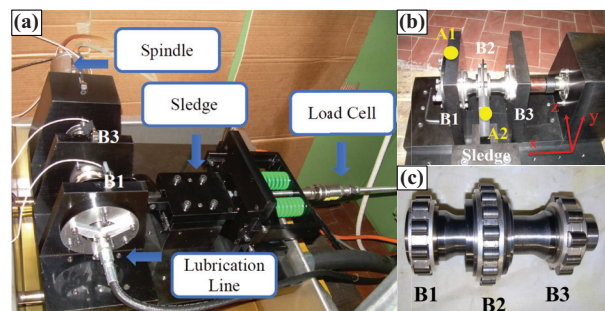 (a)
Spindle
Sledge
Load Cell
B3
B1
Lubrication
Line
(b)
A1
B2
B1
A2
B3
Sledge
x
y
z
(c)
B1
B2
B3